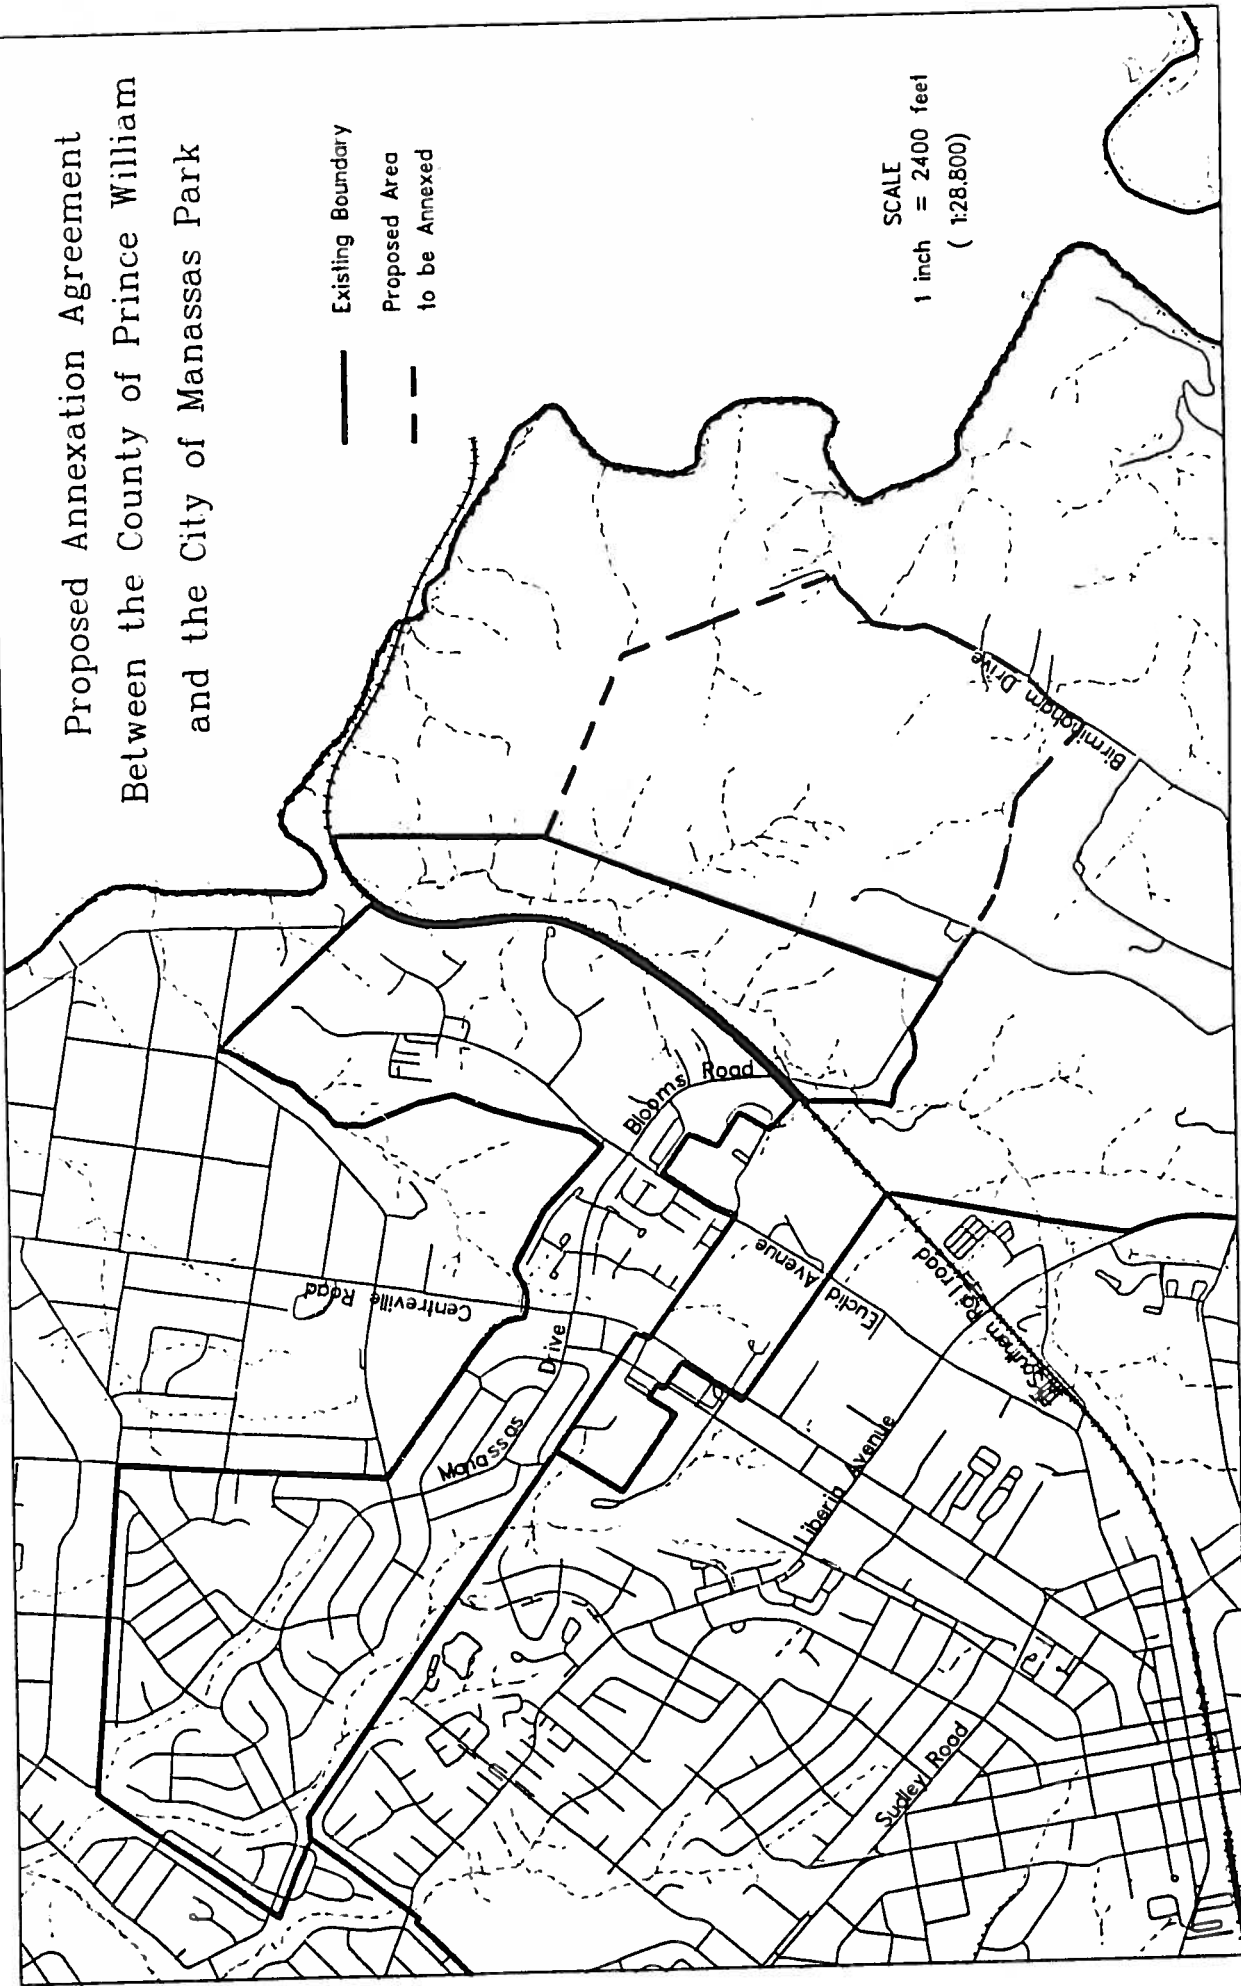 Proposed Annexation Agreement
Between the County of Prince William
and the City of Manassas Park
Existing Boundary
Proposed Area
to be Annexed
SCALE
1 inch = 2400 feet
( 1:28.800)
Centreville Road
Manassas Drive
Blooms Road
Euclid Avenue
Birmingham Drive
Southern Railroad
Liberia Avenue
Sudley Road